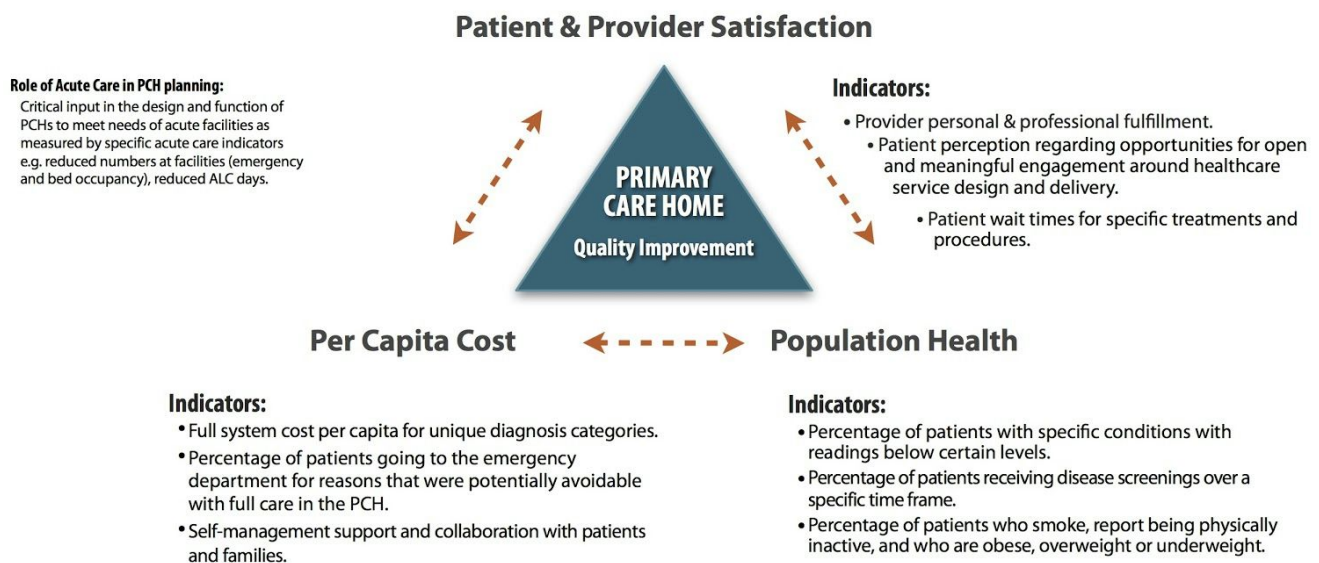 Patient & Provider Satisfaction
Role of Acute Care in PCH planning:
Critical input in the design and function of
PCHs to meet needs of acute facilities as
measured by specific acute care indicators
e.g. reduced numbers at facilities (emergency
and bed occupancy), reduced ALC days.
PRIMARY
CARE HOME
Quality Improvement
Indicators:
• Provider personal & professional fulfillment.
• Patient perception regarding opportunities for open
and meaningful engagement around healthcare
service design and delivery.
• Patient wait times for specific treatments and
procedures.
Per Capita Cost
Population Health
Indicators:
• Full system cost per capita for unique diagnosis categories.
• Percentage of patients going to the emergency
department for reasons that were potentially avoidable
with full care in the PCH.
• Self-management support and collaboration with patients
and families.
Indicators:
• Percentage of patients with specific conditions with
readings below certain levels.
• Percentage of patients receiving disease screenings over a
specific time frame.
• Percentage of patients who smoke, report being physically
inactive, and who are obese, overweight or underweight.